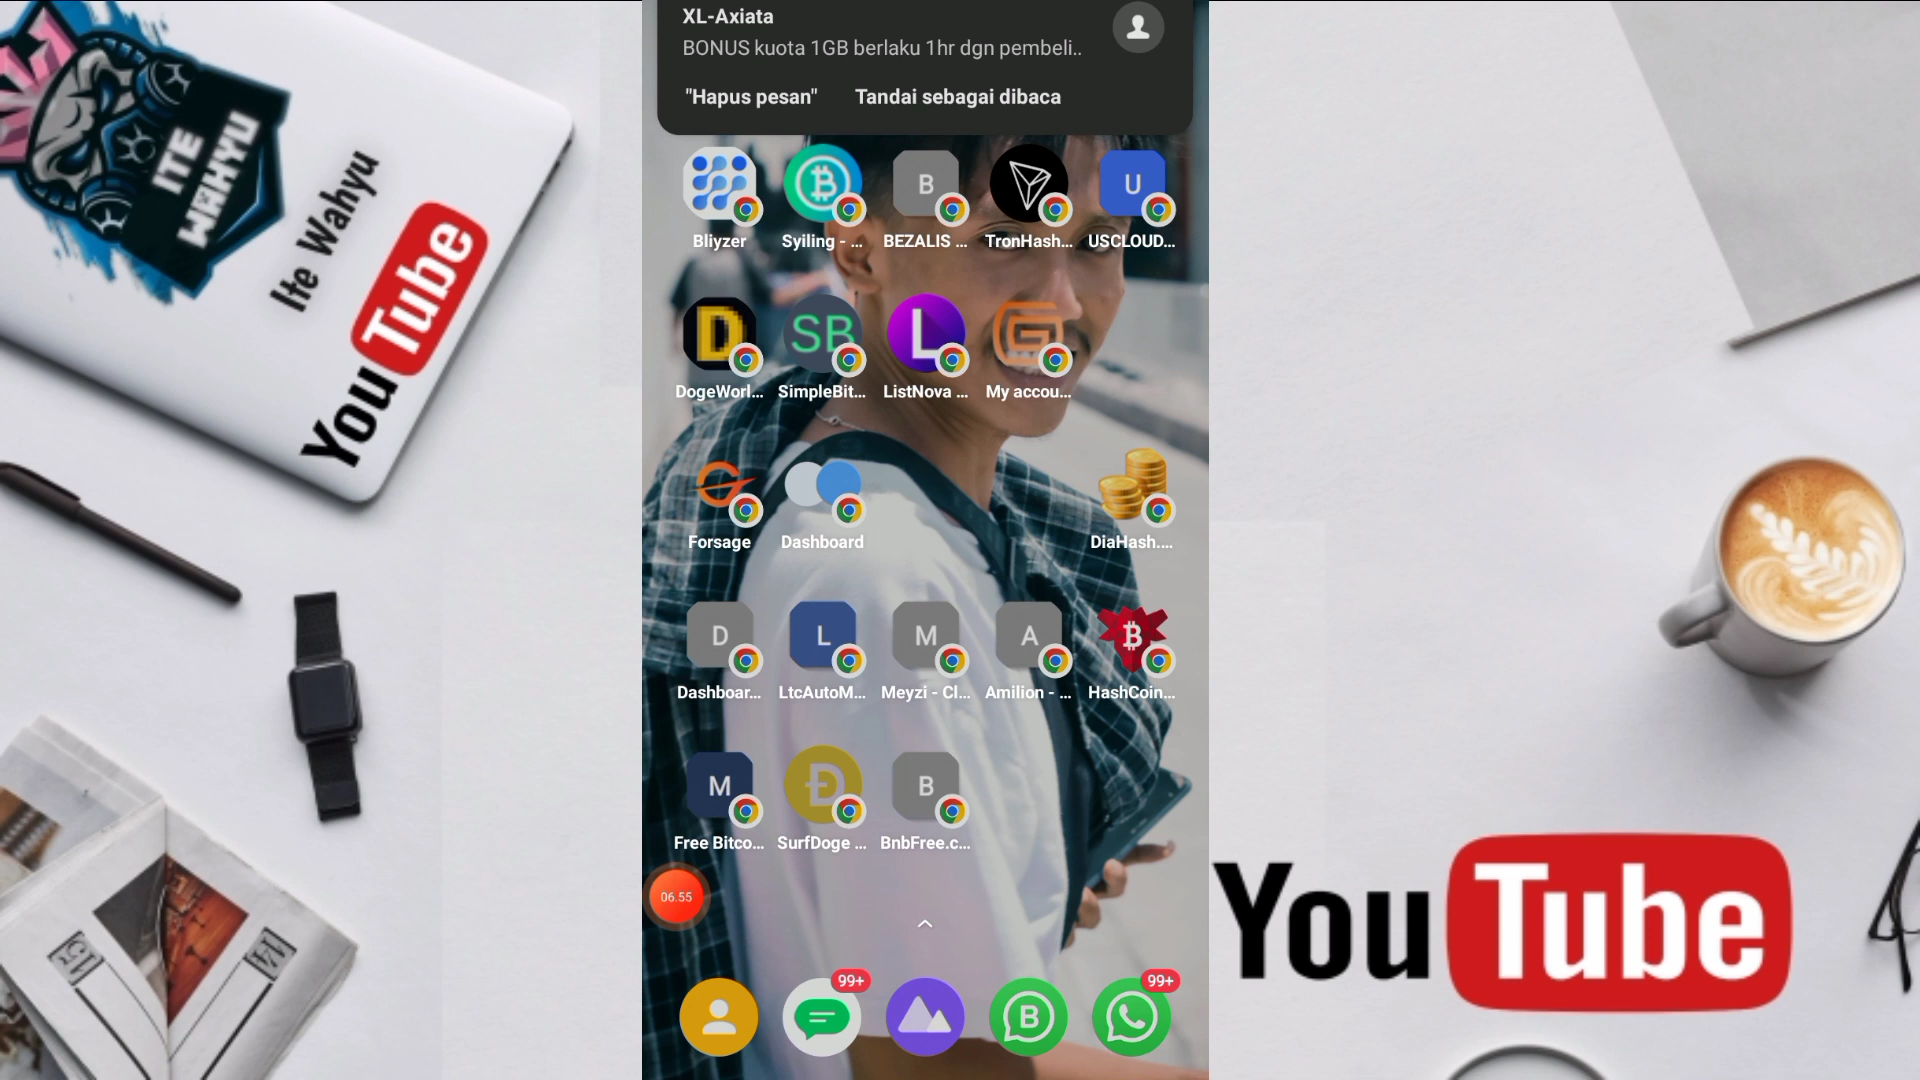 ITE
WAHYU
Ite Wahyu
YouTube
XL-Axiata
BONUS kuota 1GB berlaku 1hr dgn pembeli..
"Hapus pesan" Tandai sebagai dibaca
B U
Bliyzer Syiling - ... BEZALIS ... TronHash... USCLOUD...
D SB L G
DogeWorl... SimpleBit... ListNova ... My accou...
Forsage Dashboard DiaHash....
D L M A
Dashboar... LtcAutoM... Meyzi - Cl... Amilion - ... HashCoin...
M B
Free Bitco... SurfDoge ... BnbFree.c...
06.55
99+ 99+
B
YouTube